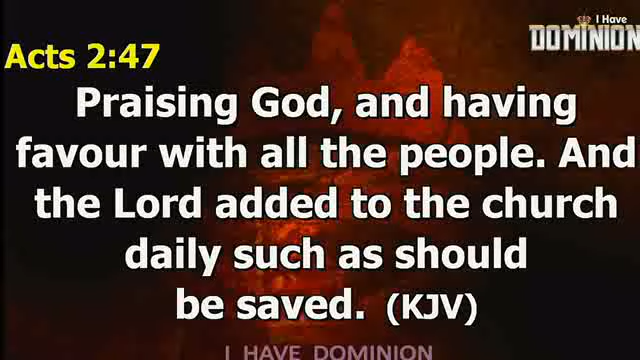 I Have
DOMINION
Acts 2:47
Praising God, and having
favour with all the people. And
the Lord added to the church
daily such as should
be saved. (KJV)
I HAVE DOMINION